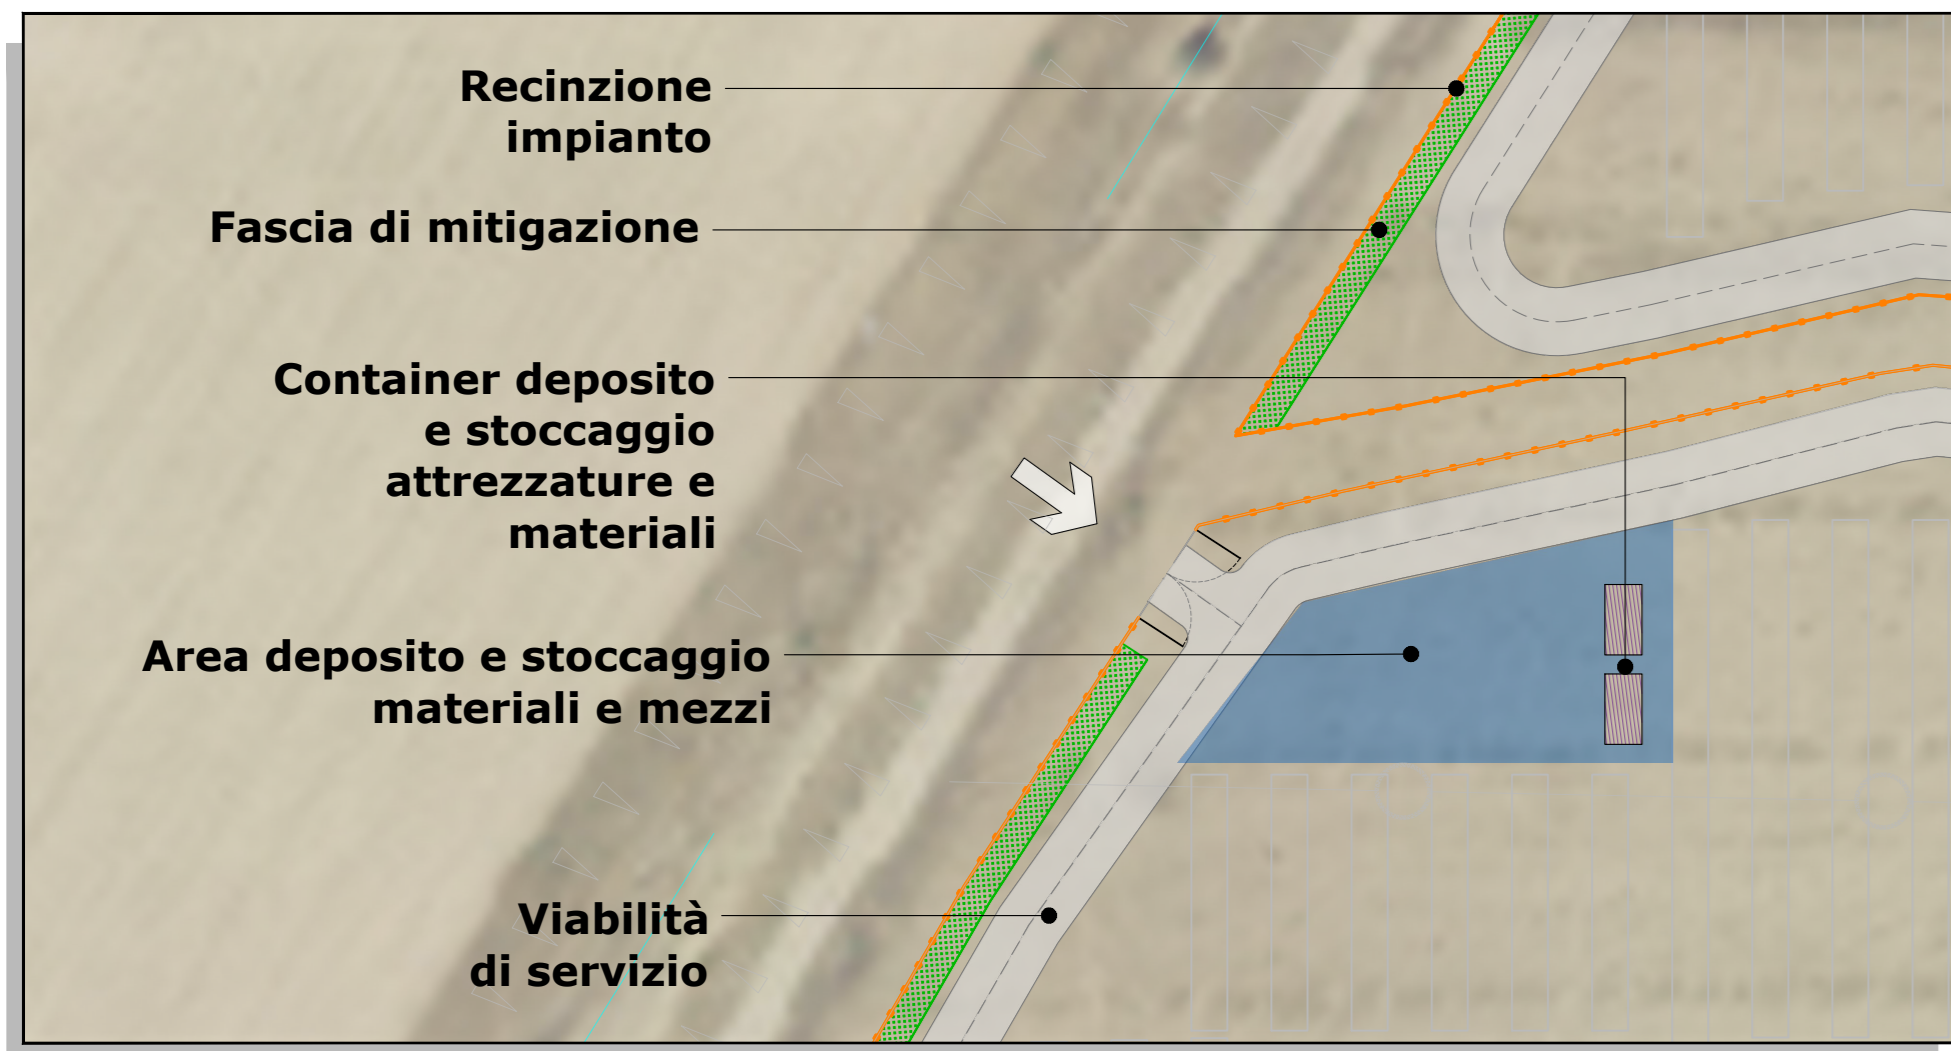 Recinzione
impianto
Fascia di mitigazione
Container deposito
e stoccaggio
attrezzature e
materiali
Area deposito e stoccaggio
materiali e mezzi
Viabilità
di servizio